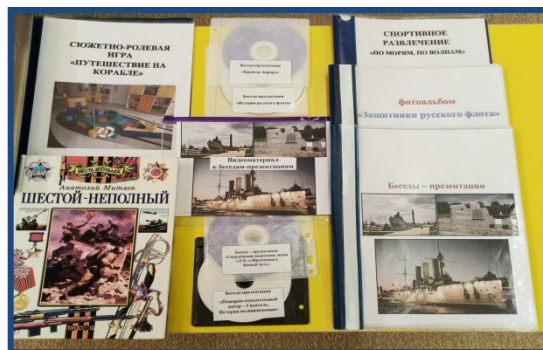 СЮЖЕТНО-РОЛЕВАЯ
ИГРА
«ПУТЕШЕСТВИЕ НА
КОРАБЛЕ»
Анатолий Митяев
ШЕСТОЙ-НЕПОЛНЫЙ
Беседа-презентация
«Крейсер Аврора»
Беседа-презентация
«История русского флота»
Видеоматериал
к беседам-презентациям
Беседа – презентация
Беседа-презентация
СПОРТИВНОЕ
РАЗВЛЕЧЕНИЕ
«ПО МОРЯМ, ПО ВОЛНАМ»
фотоальбом
«Защитники русского флота»
Беседы – презентации